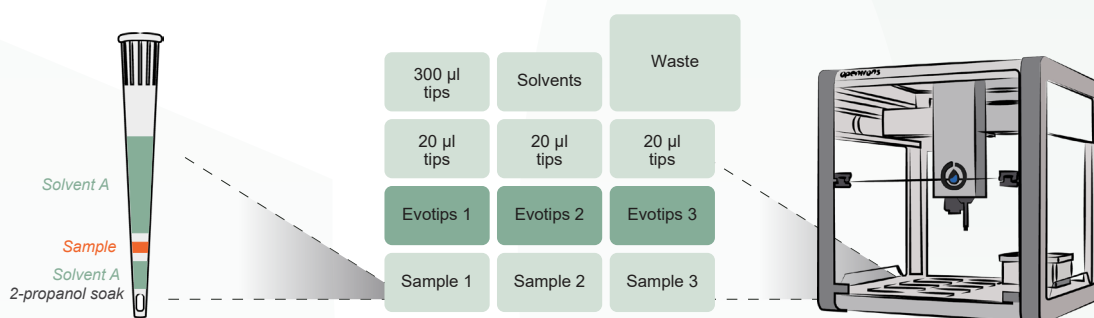 Solvent A
Sample
Solvent A
2-propanol soak
300 µl
tips
Solvents
Waste
20 µl
tips
20 µl
tips
20 µl
tips
Evotips 1
Evotips 2
Evotips 3
Sample 1
Sample 2
Sample 3
opentrons